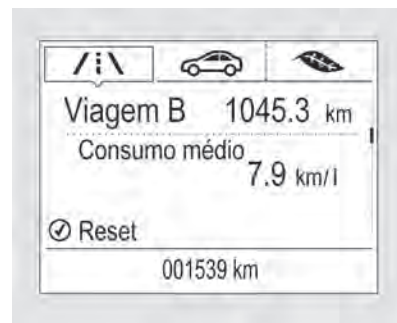 Viagem B 1045.3 km
Consumo médio
7.9 km/l
Reset
001539 km